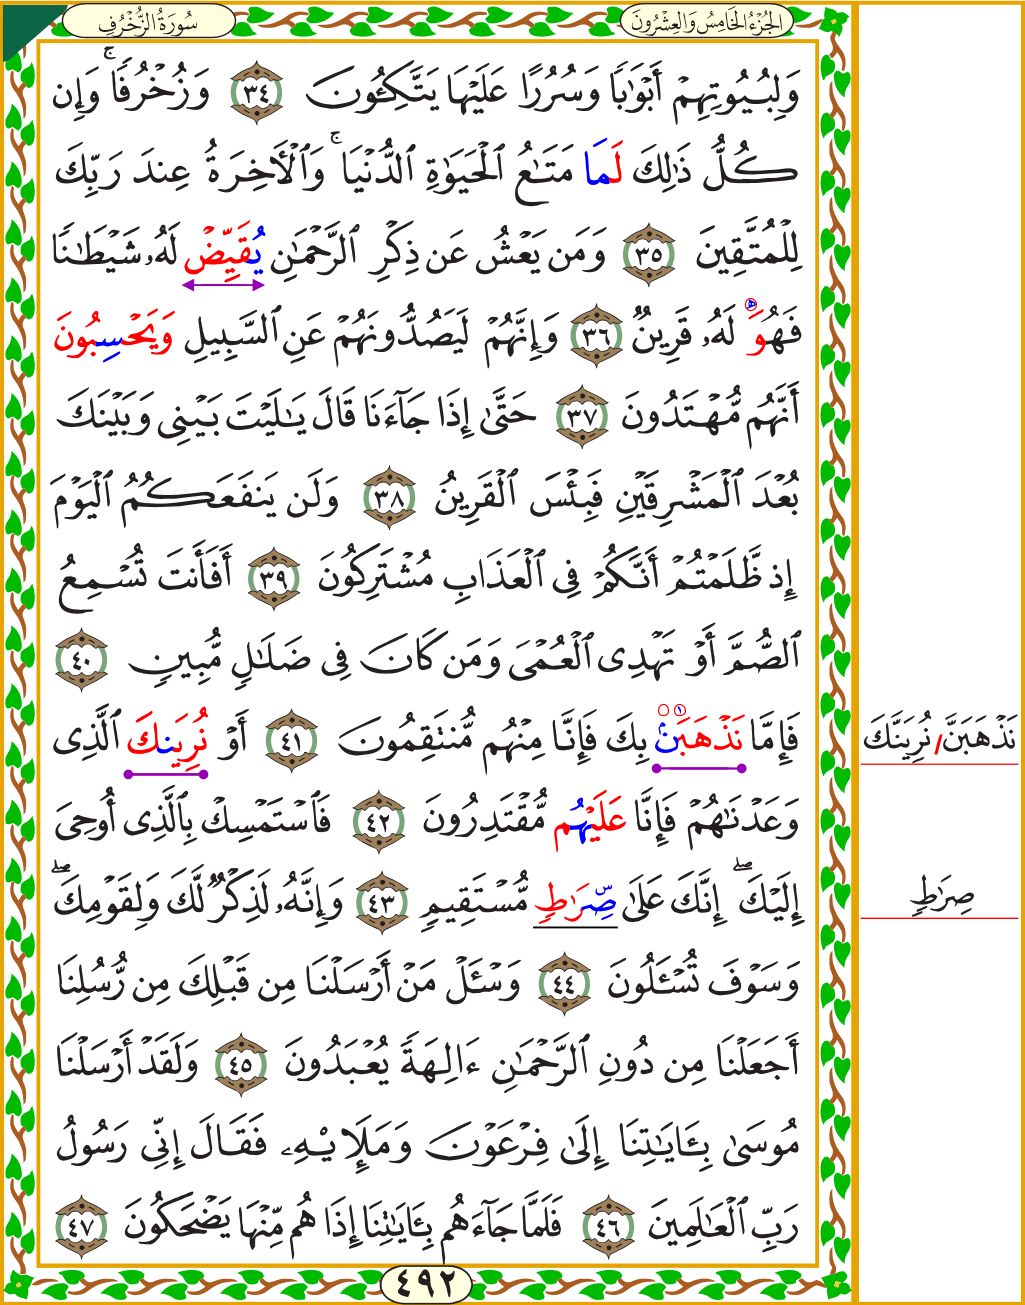 سُورَةُ الزُّخْرُفِ
الجُزْءُ الخَامِسُ وَالعِشْرُونَ
وَلِبُيُوتِهِمْ أَبْوَٰبًا وَسُرُرًا عَلَيْهَا يَتَّكِـُٔونَ ٣٤ وَزُخْرُفًا ۚ وَإِن
كُلُّ ذَٰلِكَ لَمَا مَتَـٰعُ ٱلْحَيَوٰةِ ٱلدُّنْيَا ۚ وَٱلْأَخِرَةُ عِندَ رَبِّكَ
لِلْمُتَّقِينَ ٣٥ وَمَن يَعْشُ عَن ذِكْرِ ٱلرَّحْمَـٰنِ يُقَيِّضْ لَهُۥ شَيْطَـٰنًا
فَهُوَ لَهُۥ قَرِينٌ ٣٦ وَإِنَّهُمْ لَيَصُدُّونَهُمْ عَنِ ٱلسَّبِيلِ وَيَحْسِبُونَ
أَنَّهُم مُّهْتَدُونَ ٣٧ حَتَّىٰ إِذَا جَآءَنَا قَالَ يَـٰلَيْتَ بَيْنِى وَبَيْنَكَ
بُعْدَ ٱلْمَشْرِقَيْنِ فَبِئْسَ ٱلْقَرِينُ ٣٨ وَلَن يَنفَعَكُمُ ٱلْيَوْمَ
إِذ ظَّلَمْتُمْ أَنَّكُمْ فِى ٱلْعَذَابِ مُشْتَرِكُونَ ٣٩ أَفَأَنتَ تُسْمِعُ
ٱلصُّمَّ أَوْ تَهْدِى ٱلْعُمْىَ وَمَن كَانَ فِى ضَلَـٰلٍ مُّبِينٍ ٤٠
فَإِمَّا نَذْهَبَنْ بِكَ فَإِنَّا مِنْهُم مُّنتَقِمُونَ ٤١ أَوْ نُرِيَنكَ ٱلَّذِى
نَذْهَبَنَّ/نُرِيَنَّكَ
وَعَدْنَـٰهُمْ فَإِنَّا عَلَيْهُم مُّقْتَدِرُونَ ٤٢ فَٱسْتَمْسِكْ بِٱلَّذِى أُوحِىَ
إِلَيْكَ ۖ إِنَّكَ عَلَىٰ صِرَٰطٍ مُّسْتَقِيمٍ ٤٣ وَإِنَّهُۥ لَذِكْرٌ لَّكَ وَلِقَوْمِكَ ۖ
صِرَٰطٍ
وَسَوْفَ تُسْـَٔلُونَ ٤٤ وَسْـَٔلْ مَنْ أَرْسَلْنَا مِن قَبْلِكَ مِن رُّسُلِنَا
أَجَعَلْنَا مِن دُونِ ٱلرَّحْمَـٰنِ ءَالِهَةً يُعْبَدُونَ ٤٥ وَلَقَدْ أَرْسَلْنَا
مُوسَىٰ بِـَٔايَـٰتِنَا إِلَىٰ فِرْعَوْنَ وَمَلَإِي۟هِۦ فَقَالَ إِنِّى رَسُولُ
رَبِّ ٱلْعَـٰلَمِينَ ٤٦ فَلَمَّا جَآءَهُم بِـَٔايَـٰتِنَا إِذَا هُم مِّنْهَا يَضْحَكُونَ ٤٧
٤٩٢